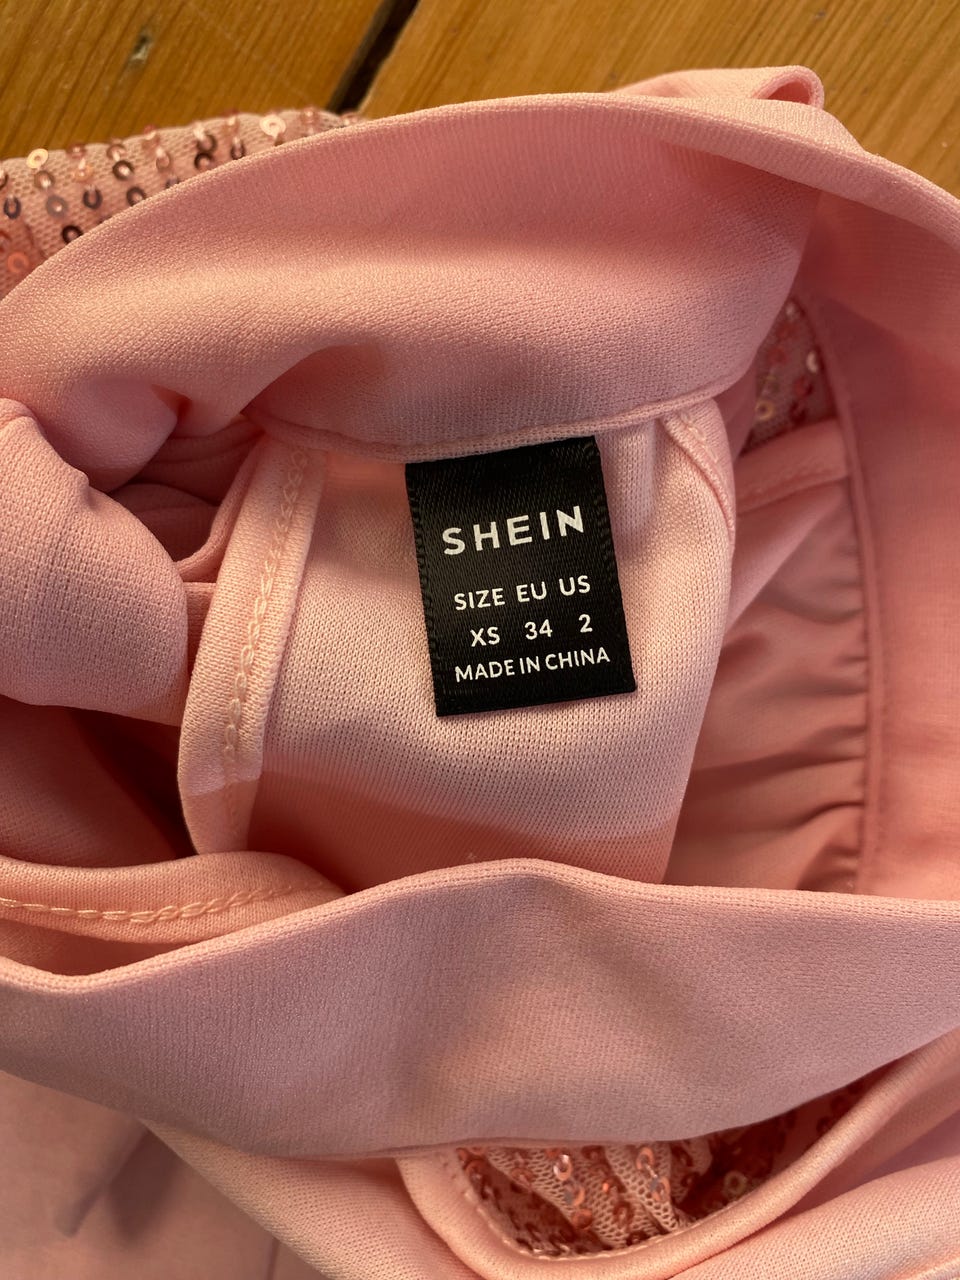 SHEIN
SIZE EU US
XS 34 2
MADE IN CHINA